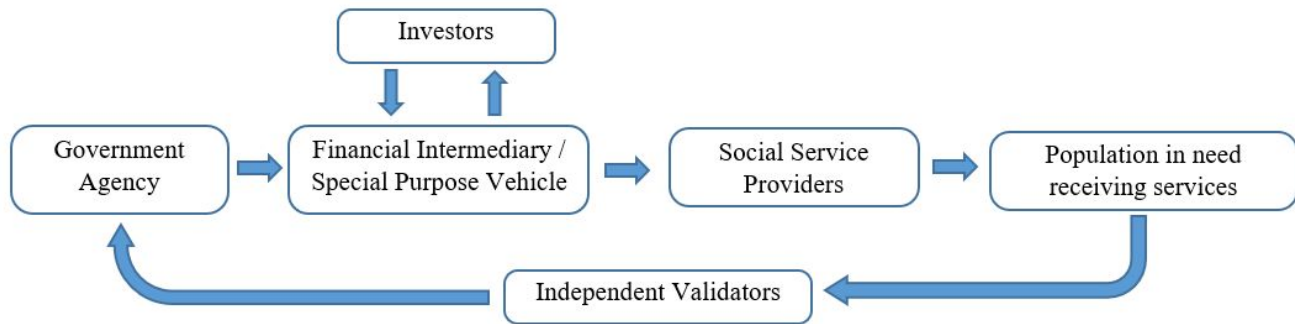 Investors
Government
Agency
Financial Intermediary /
Special Purpose Vehicle
Social Service
Providers
Population in need
receiving services
Independent Validators